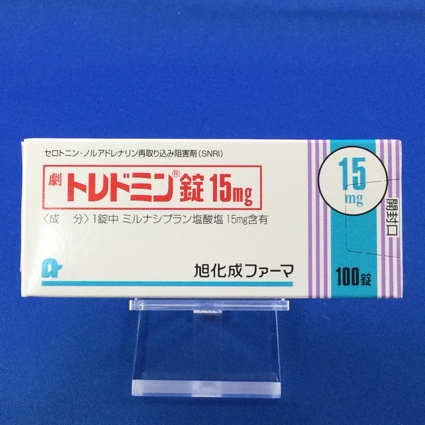 セロトニン・ノルアドレナリン再取り込み阻害剤(SNRI)
劇 トレドミン®錠15mg
〈成 分〉1錠中 ミルナシプラン塩酸塩 15mg含有
旭化成ファーマ
15
mg
開封口
100錠